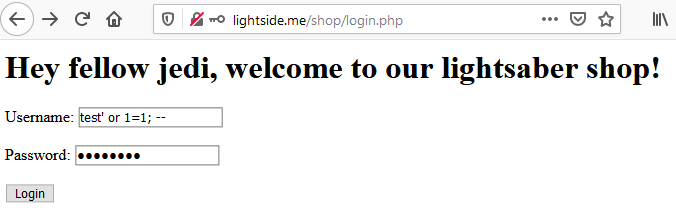 lightside.me/shop/login.php
Hey fellow jedi, welcome to our lightsaber shop!
Username: test' or 1=1; --
Password: ●●●●●●●●
Login